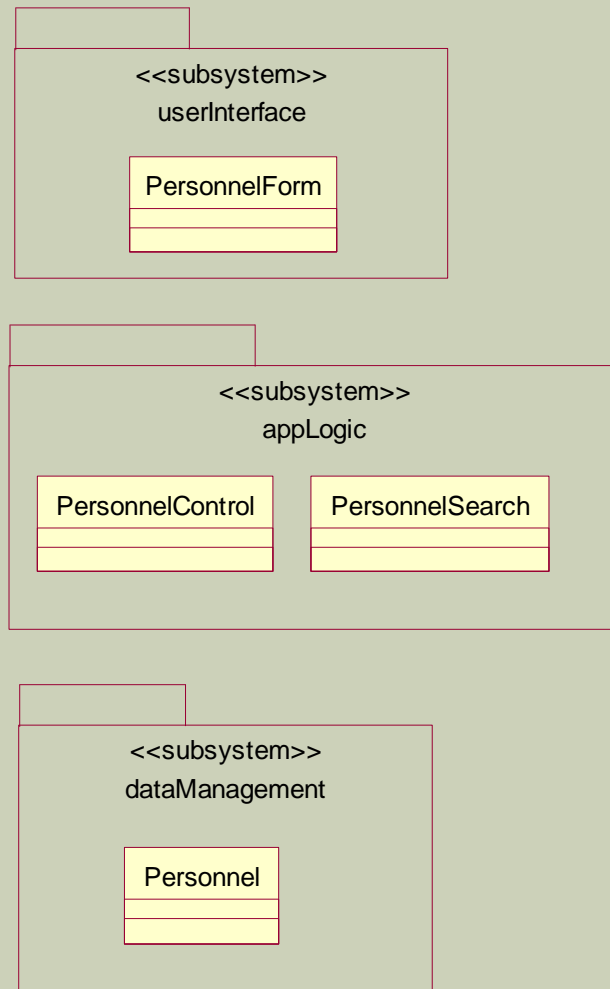 <<subsystem>>
userInterface
PersonnelForm
<<subsystem>>
appLogic
PersonnelControl PersonnelSearch
<<subsystem>>
dataManagement
Personnel